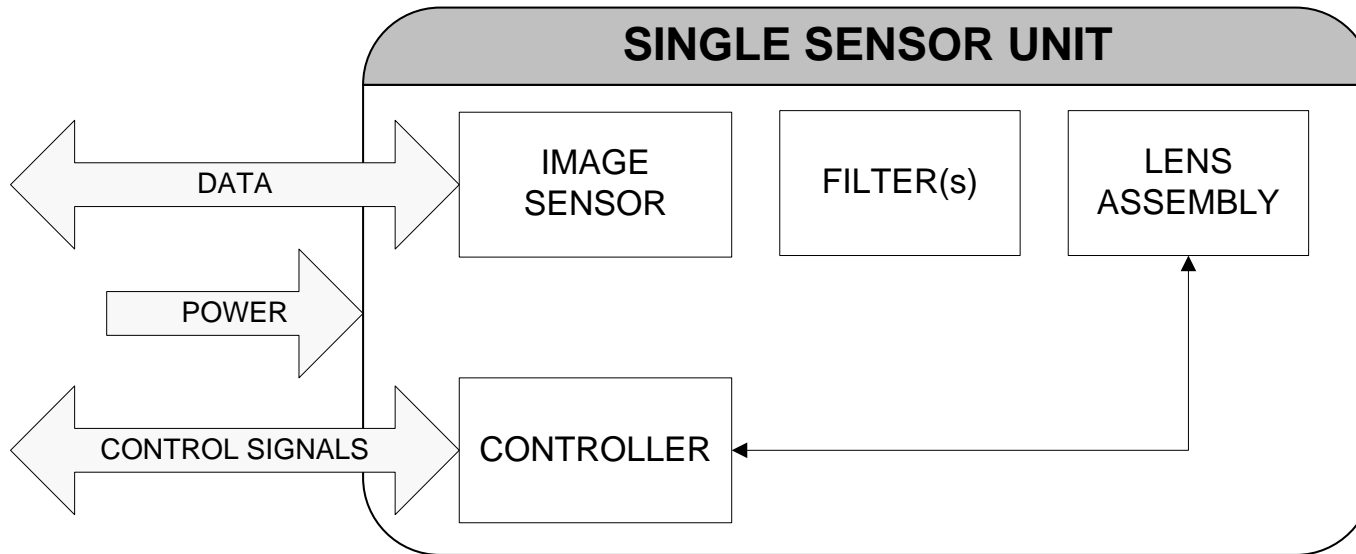 SINGLE SENSOR UNIT
IMAGE
SENSOR
FILTER(s)
LENS
ASSEMBLY
DATA
POWER
CONTROL SIGNALS
CONTROLLER